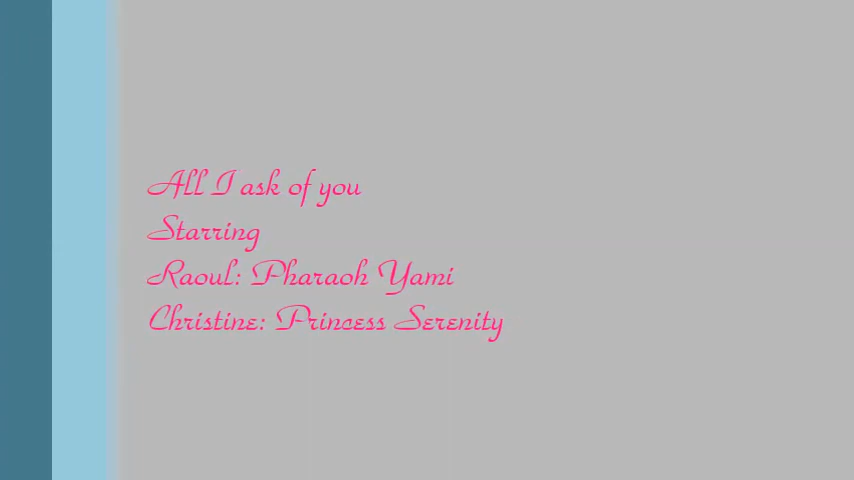 All I ask of you
Starring
Raoul: Pharaoh Yami
Christine: Princess Serenity